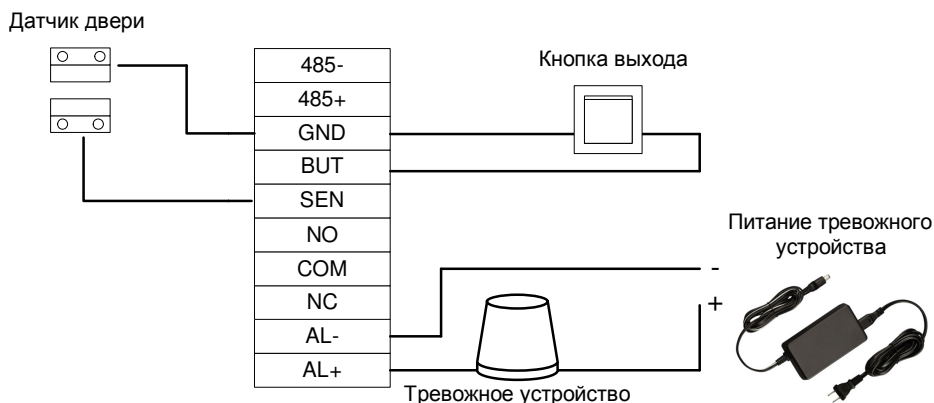 Датчик двери
485-
485+
GND
BUT
SEN
NO
COM
NC
AL-
AL+
Кнопка выхода
Питание тревожного
устройства
-
+
Тревожное устройство